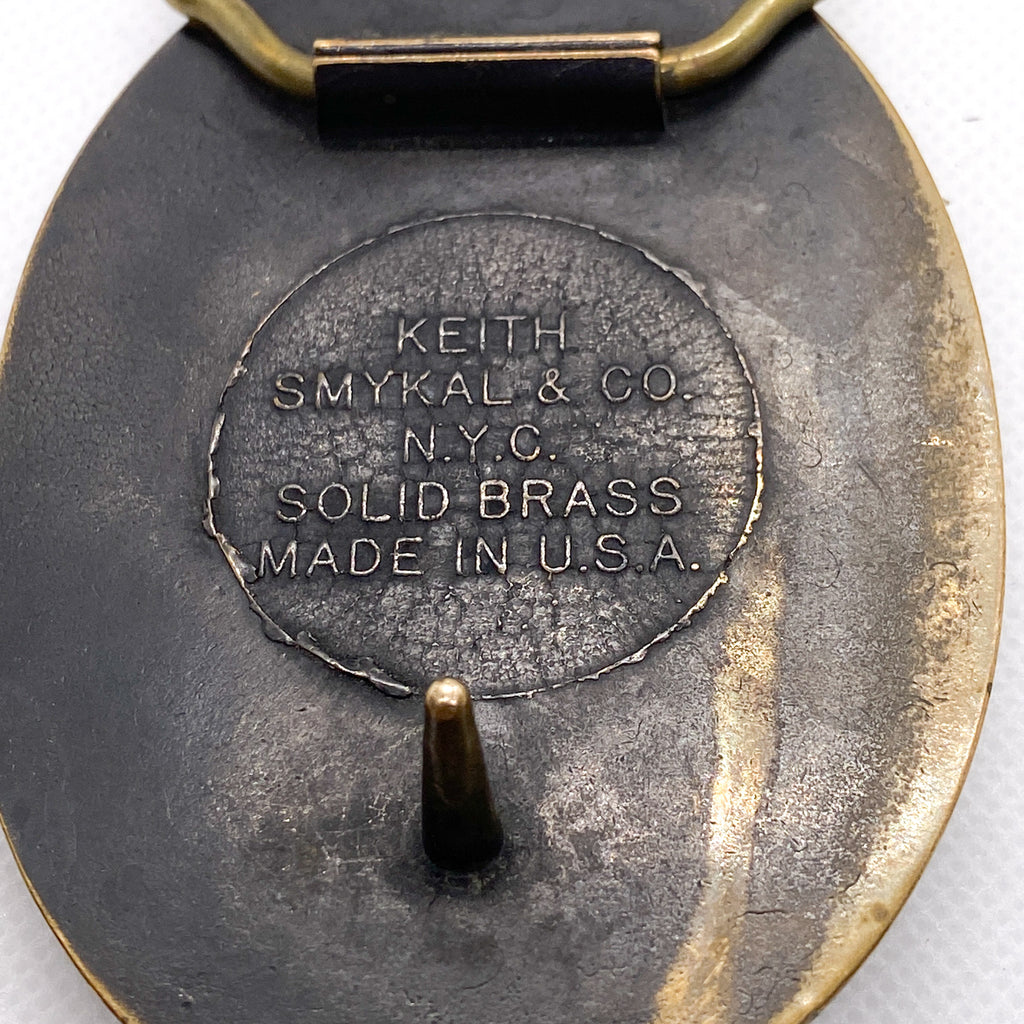 KEITH
SMYKAL & CO.
N.Y.C.
SOLID BRASS
MADE IN U.S.A.